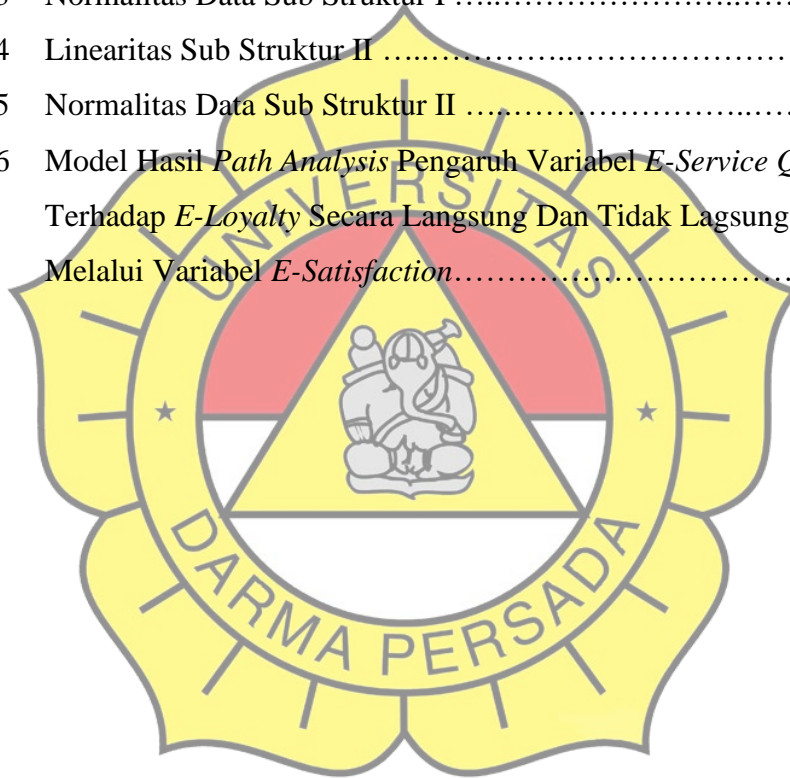 Normalitas Data Sub Struktur I …..…………………..……
4 Linearitas Sub Struktur II …..…………..…………………
5 Normalitas Data Sub Struktur II …………………..……
6 Model Hasil Path Analysis Pengaruh Variabel E-Service Q
Terhadap E-Loyalty Secara Langsung Dan Tidak Lagsung
Melalui Variabel E-Satisfaction……………………………
UNIVERSITAS
DARMA PERSADA